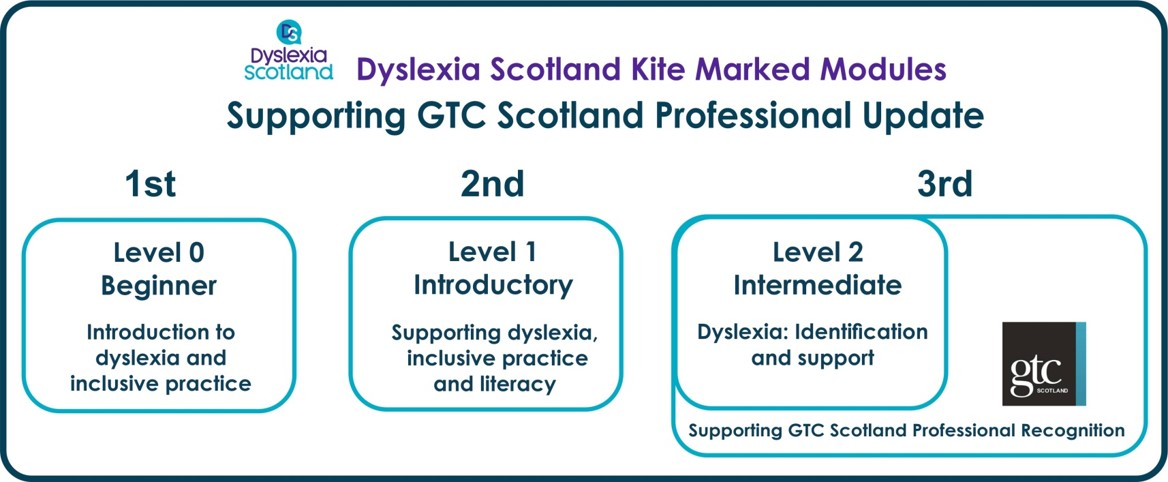 DS
Dyslexia
Scotland
Dyslexia Scotland Kite Marked Modules
Supporting GTC Scotland Professional Update
1st
Level 0
Beginner
Introduction to
dyslexia and
inclusive practice
2nd
Level 1
Introductory
Supporting dyslexia,
inclusive practice
and literacy
3rd
Level 2
Intermediate
Dyslexia: Identification
and support
gtc
SCOTLAND
Supporting GTC Scotland Professional Recognition